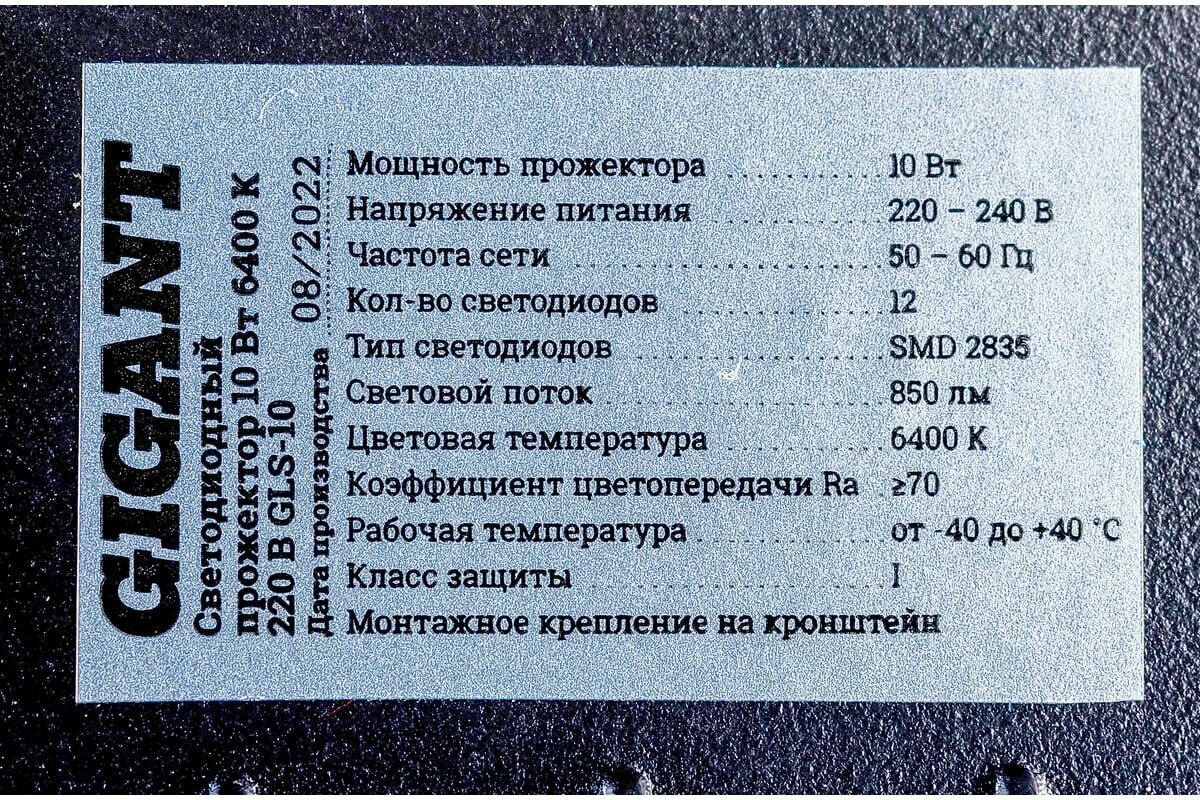 GIGANT
Светодиодный
прожектор 10 Вт 6400 К
220 В GLS-10
Дата производства 08/2022
Мощность прожектора 10 Вт
Напряжение питания 220 – 240 В
Частота сети 50 – 60 Гц
Кол-во светодиодов 12
Тип светодиодов SMD 2835
Световой поток 850 лм
Цветовая температура 6400 К
Коэффициент цветопередачи Ra ≥70
Рабочая температура от -40 до +40 °C
Класс защиты I
Монтажное крепление на кронштейн